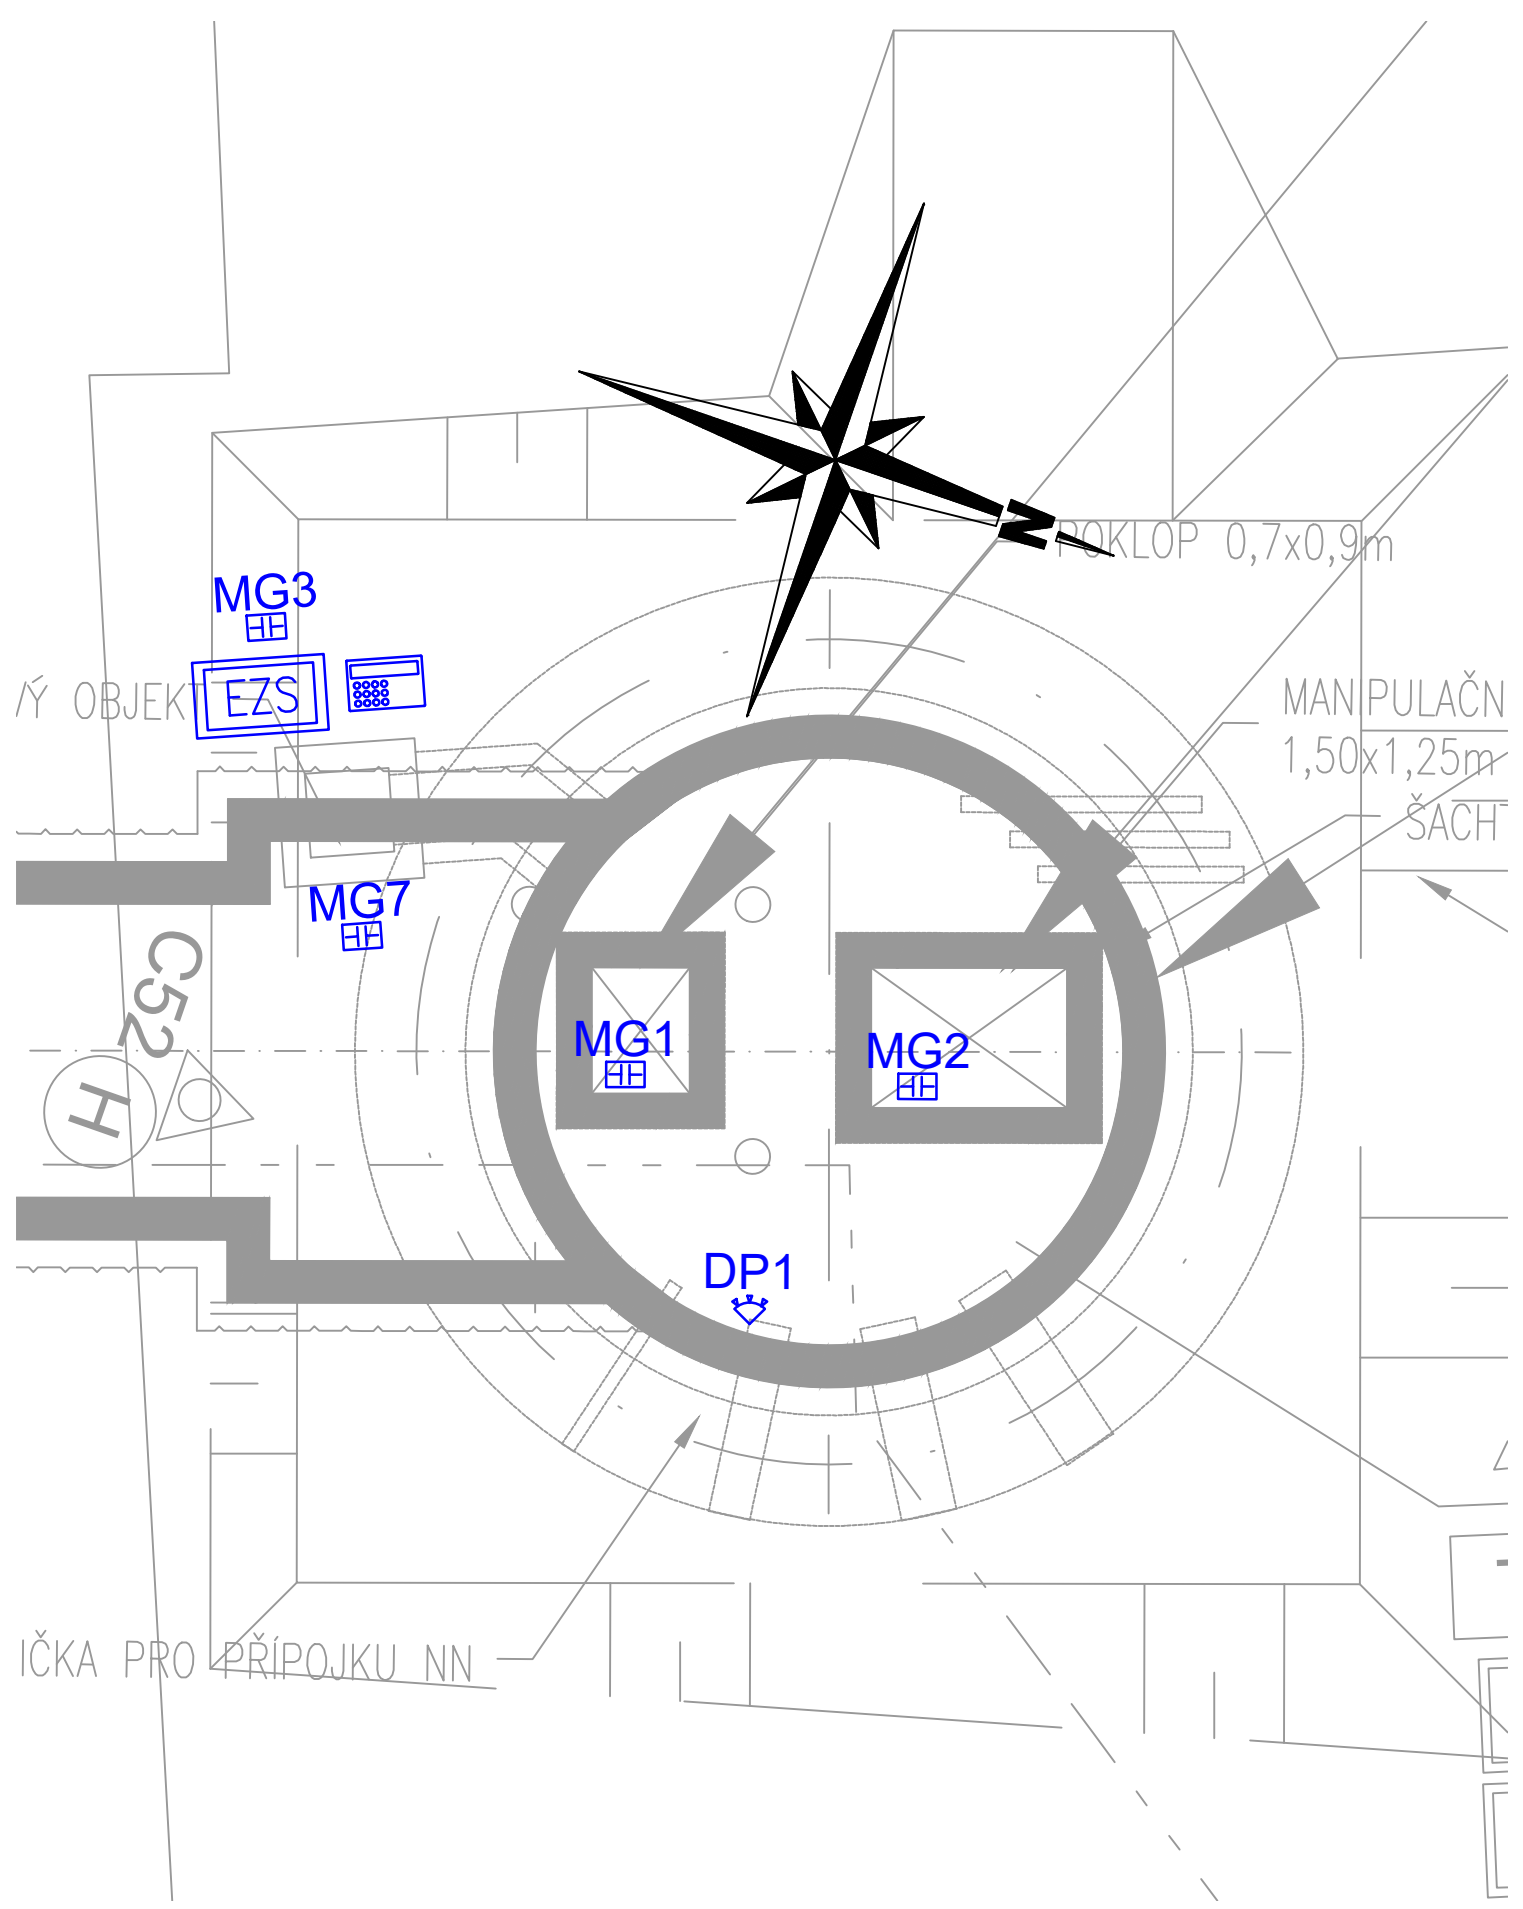 N
POKLOP 0,7x0,9m
MG3
EZS
VÝ OBJEKT
MANIPULAČN
1,50x1,25m
ŠACHT
MG7
C52
H
MG1
MG2
DP1
IČKA PRO PŘÍPOJKU NN